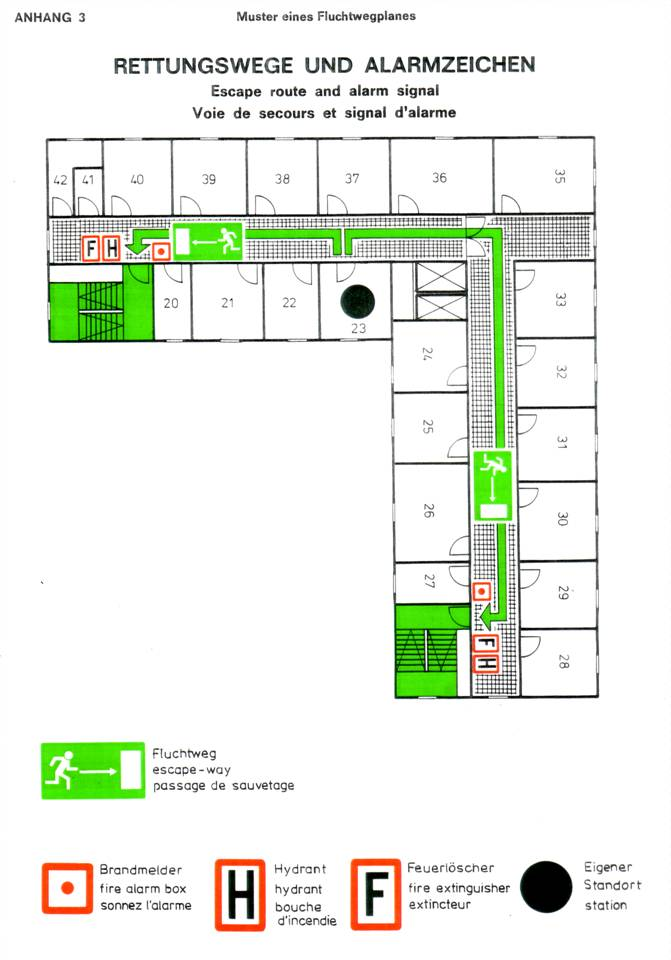 ANHANG 3
Muster eines Fluchtwegplanes
RETTUNGSWEGE UND ALARMZEICHEN
Escape route and alarm signal
Voie de secours et signal d'alarme
42 41 40 39 38 37 36 35
F H
20 21 22 23
33
24
32
25
31
26
30
27
29
F
H
28
Fluchtweg
escape-way
passage de sauvetage
Brandmelder
fire alarm box
sonnez l'alarme
H
Hydrant
hydrant
bouche
d'incendie
F
Feuerlöscher
fire extinguisher
extincteur
Eigener
Standort
station